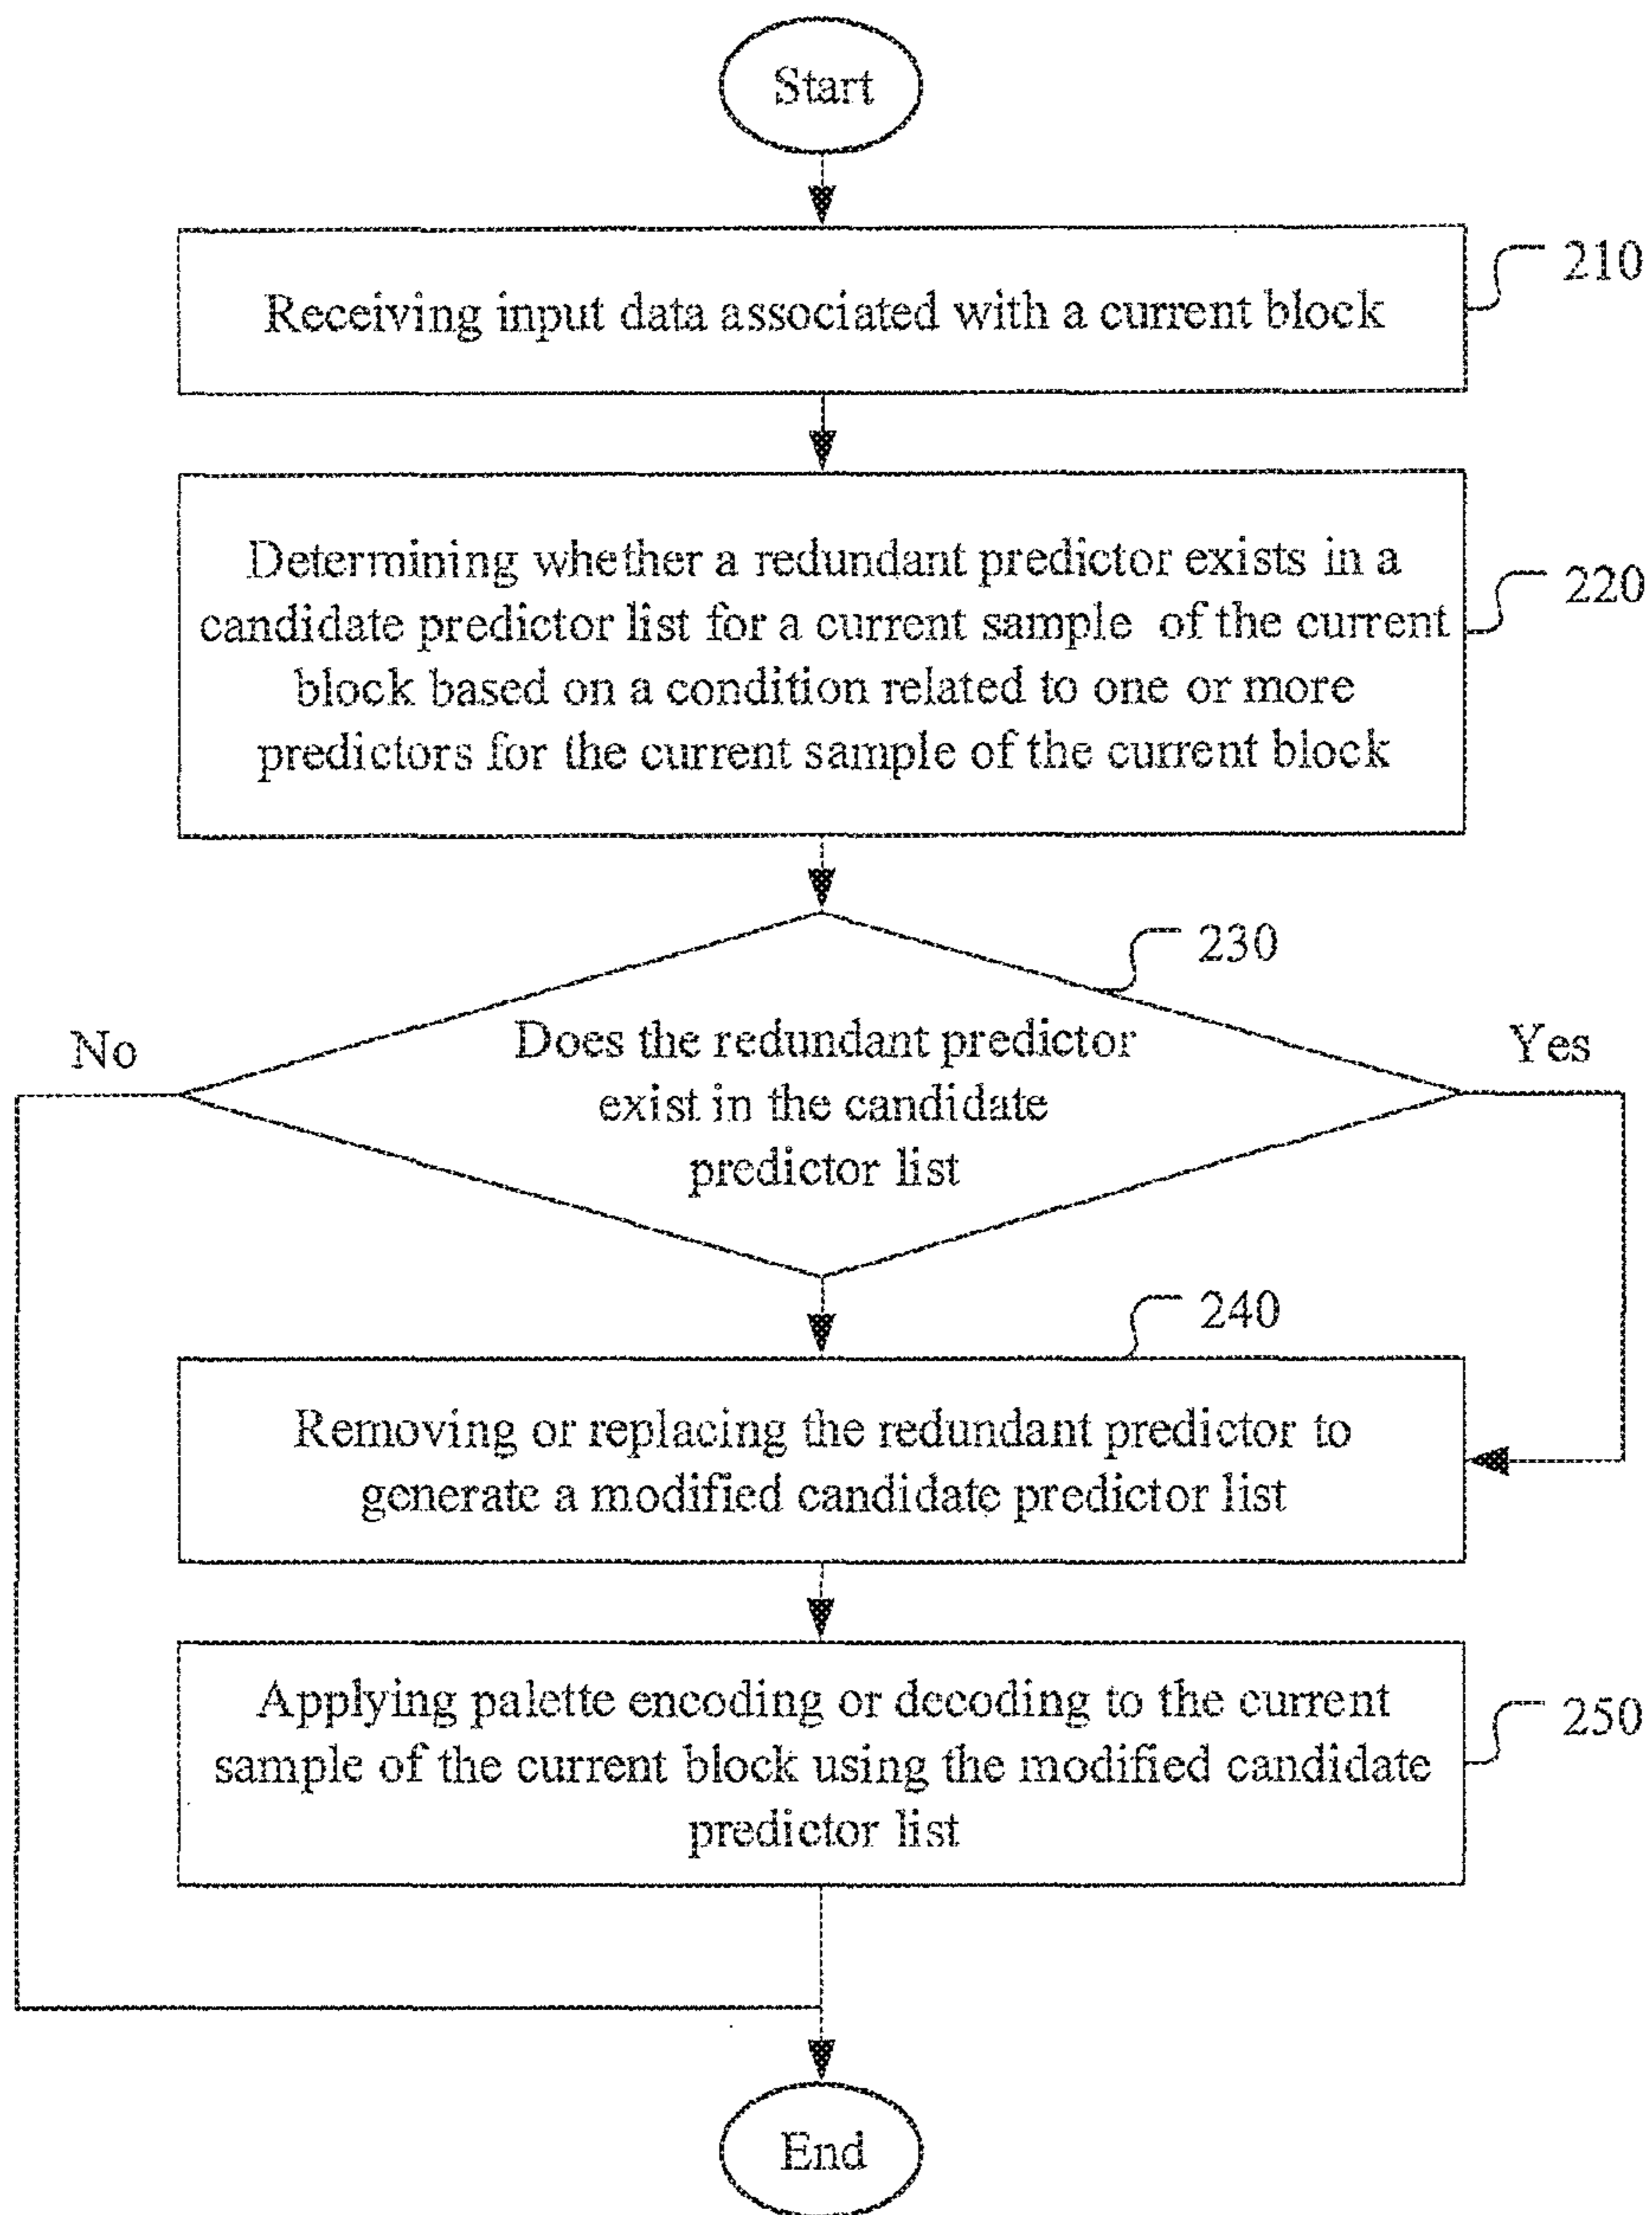 Start
Receiving input data associated with a current block
210
Determining whether a redundant predictor exists in a
candidate predictor list for a current sample of the current
block based on a condition related to one or more
predictors for the current sample of the current block
220
230
No
Does the redundant predictor
exist in the candidate
predictor list
Yes
240
Removing or replacing the redundant predictor to
generate a modified candidate predictor list
Applying palette encoding or decoding to the current
sample of the current block using the modified candidate
predictor list
250
End